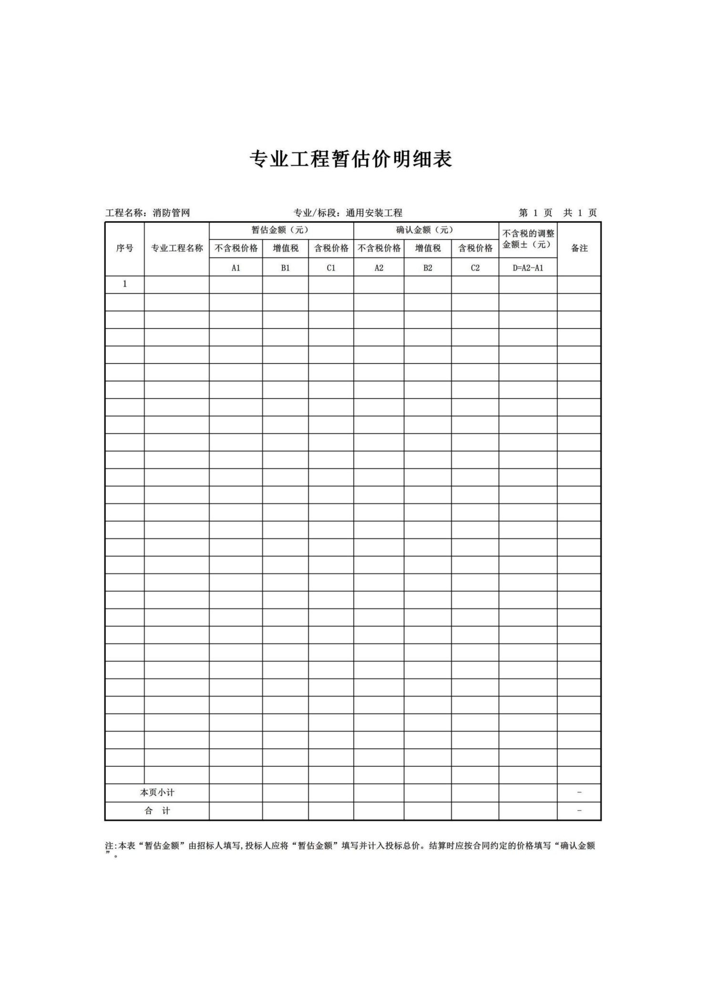 专业工程暂估价明细表
工程名称：消防管网 专业/标段：通用安装工程 第 1 页 共 1 页
序号 专业工程名称 暂估金额（元） 确认金额（元） 不含税的调整金额±（元） 备注
不含税价格 增值税 含税价格 不含税价格 增值税 含税价格
A1 B1 C1 A2 B2 C2 D=A2-A1
1
本页小计 -
合 计 -
注:本表“暂估金额”由招标人填写,投标人应将“暂估金额”填写并计入投标总价。结算时应按合同约定的价格填写“确认金额
”。